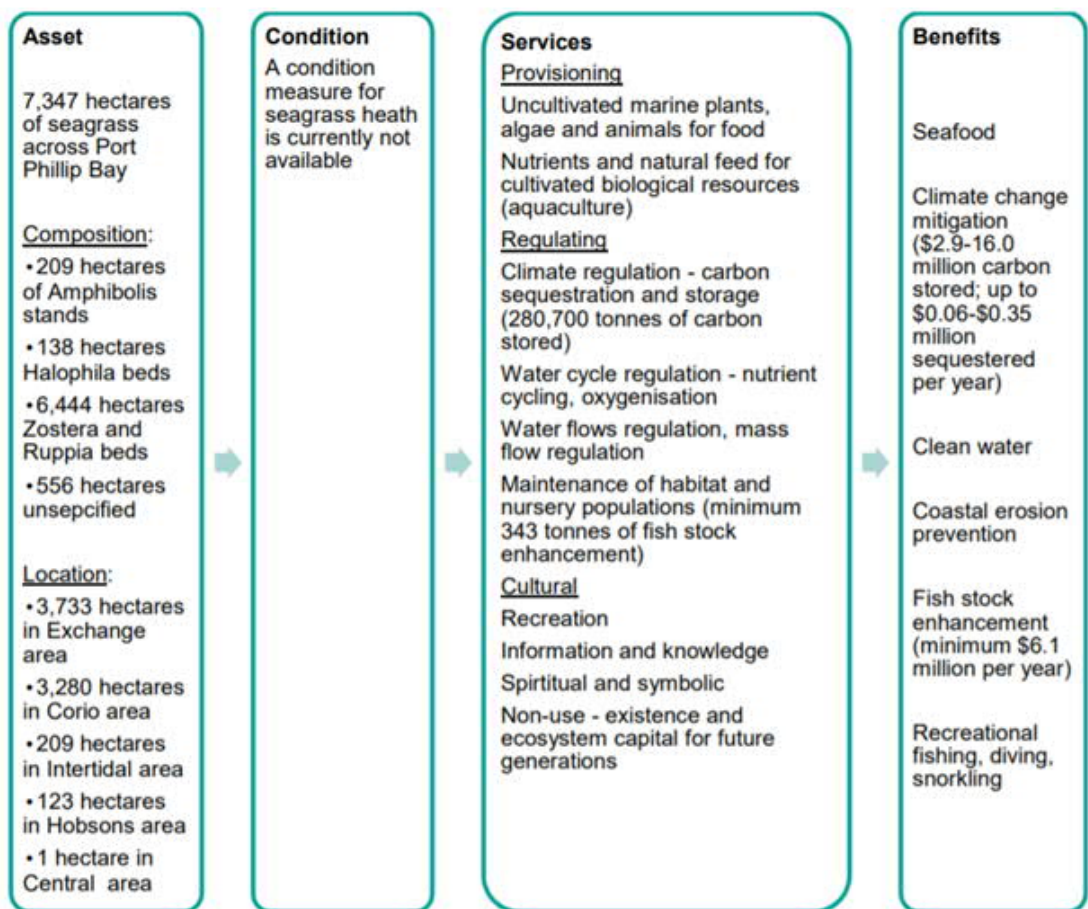 Asset
7,347 hectares
of seagrass
across Port
Phillip Bay
Composition:
•209 hectares
of Amphibolis
stands
•138 hectares
Halophila beds
•6,444 hectares
Zostera and
Ruppia beds
•556 hectares
unsepcified
Location:
•3,733 hectares
in Exchange
area
•3,280 hectares
in Corio area
•209 hectares
in Intertidal area
•123 hectares
in Hobsons area
•1 hectare in
Central area
Condition
A condition
measure for
seagrass heath
is currently not
available
Services
Provisioning
Uncultivated marine plants,
algae and animals for food
Nutrients and natural feed for
cultivated biological resources
(aquaculture)
Regulating
Climate regulation - carbon
sequestration and storage
(280,700 tonnes of carbon
stored)
Water cycle regulation - nutrient
cycling, oxygenisation
Water flows regulation, mass
flow regulation
Maintenance of habitat and
nursery populations (minimum
343 tonnes of fish stock
enhancement)
Cultural
Recreation
Information and knowledge
Spirtitual and symbolic
Non-use - existence and
ecosystem capital for future
generations
Benefits
Seafood
Climate change
mitigation
($2.9-16.0
million carbon
stored; up to
$0.06-$0.35
million
sequestered
per year)
Clean water
Coastal erosion
prevention
Fish stock
enhancement
(minimum $6.1
million per year)
Recreational
fishing, diving,
snorkling